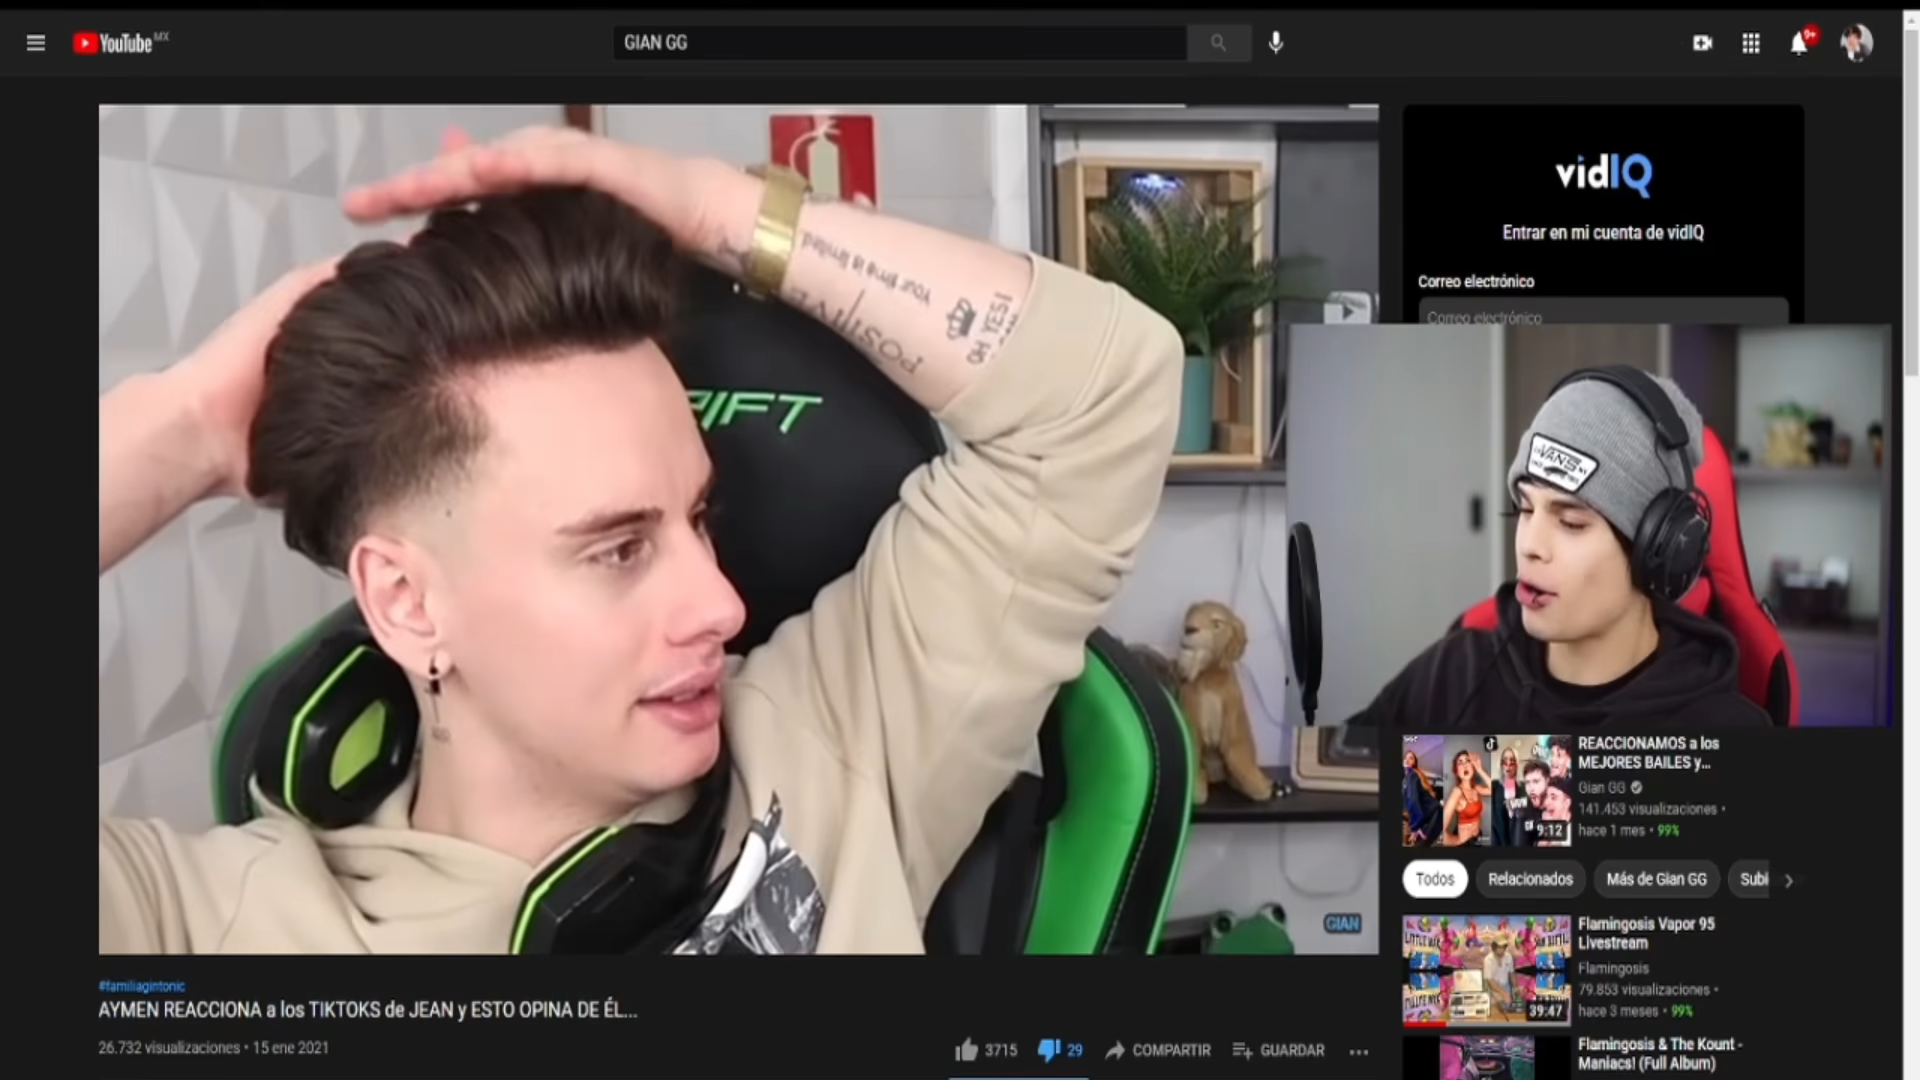 YouTube MX
GIAN GG
9+
vidIQ
Entrar en mi cuenta de vidIQ
Correo electrónico
Correo electrónico
Your time is limited
POSITIVE
OH YES!
VANS
GIAN
#familiagintonic
AYMEN REACCIONA a los TIKTOKS de JEAN y ESTO OPINA DE ÉL...
26.732 visualizaciones • 15 ene 2021
3715
29
COMPARTIR
GUARDAR
REACCIONAMOS a los
MEJORES BAILES y...
Gian GG
141.453 visualizaciones •
hace 1 mes • 99%
9:12
Todos
Relacionados
Más de Gian GG
Subi
Flamingosis Vapor 95
Livestream
Flamingosis
79.853 visualizaciones •
hace 3 meses • 99%
39:47
Flamingosis & The Kount -
Maniacs! (Full Album)